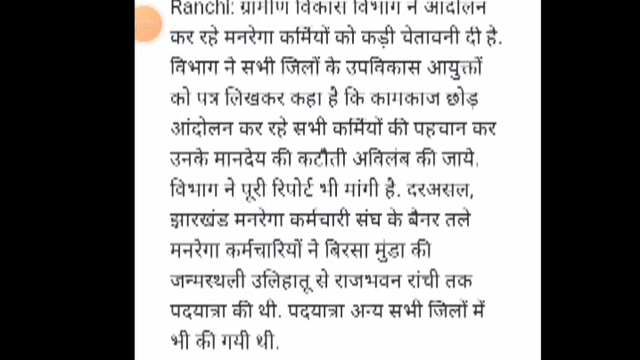 Ranchi: ग्रामीण विकास विभाग ने आंदोलन
कर रहे मनरेगा कर्मियों को कड़ी चेतावनी दी है.
विभाग ने सभी जिलों के उपविकास आयुक्तों
को पत्र लिखकर कहा है कि कामकाज छोड़
आंदोलन कर रहे सभी कर्मियों की पहचान कर
उनके मानदेय की कटौती अविलंब की जाये.
विभाग ने पूरी रिपोर्ट भी मांगी है. दरअसल,
झारखंड मनरेगा कर्मचारी संघ के बैनर तले
मनरेगा कर्मचारियों ने बिरसा मुंडा की
जन्मस्थली उलिहातू से राजभवन रांची तक
पदयात्रा की थी. पदयात्रा अन्य सभी जिलों में
भी की गयी थी.